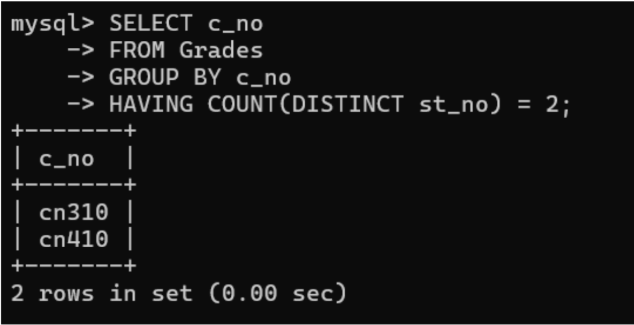 mysql> SELECT c_no
    -> FROM Grades
    -> GROUP BY c_no
    -> HAVING COUNT(DISTINCT st_no) = 2;
+-------+
| c_no  |
+-------+
| cn310 |
| cn410 |
+-------+
2 rows in set (0.00 sec)